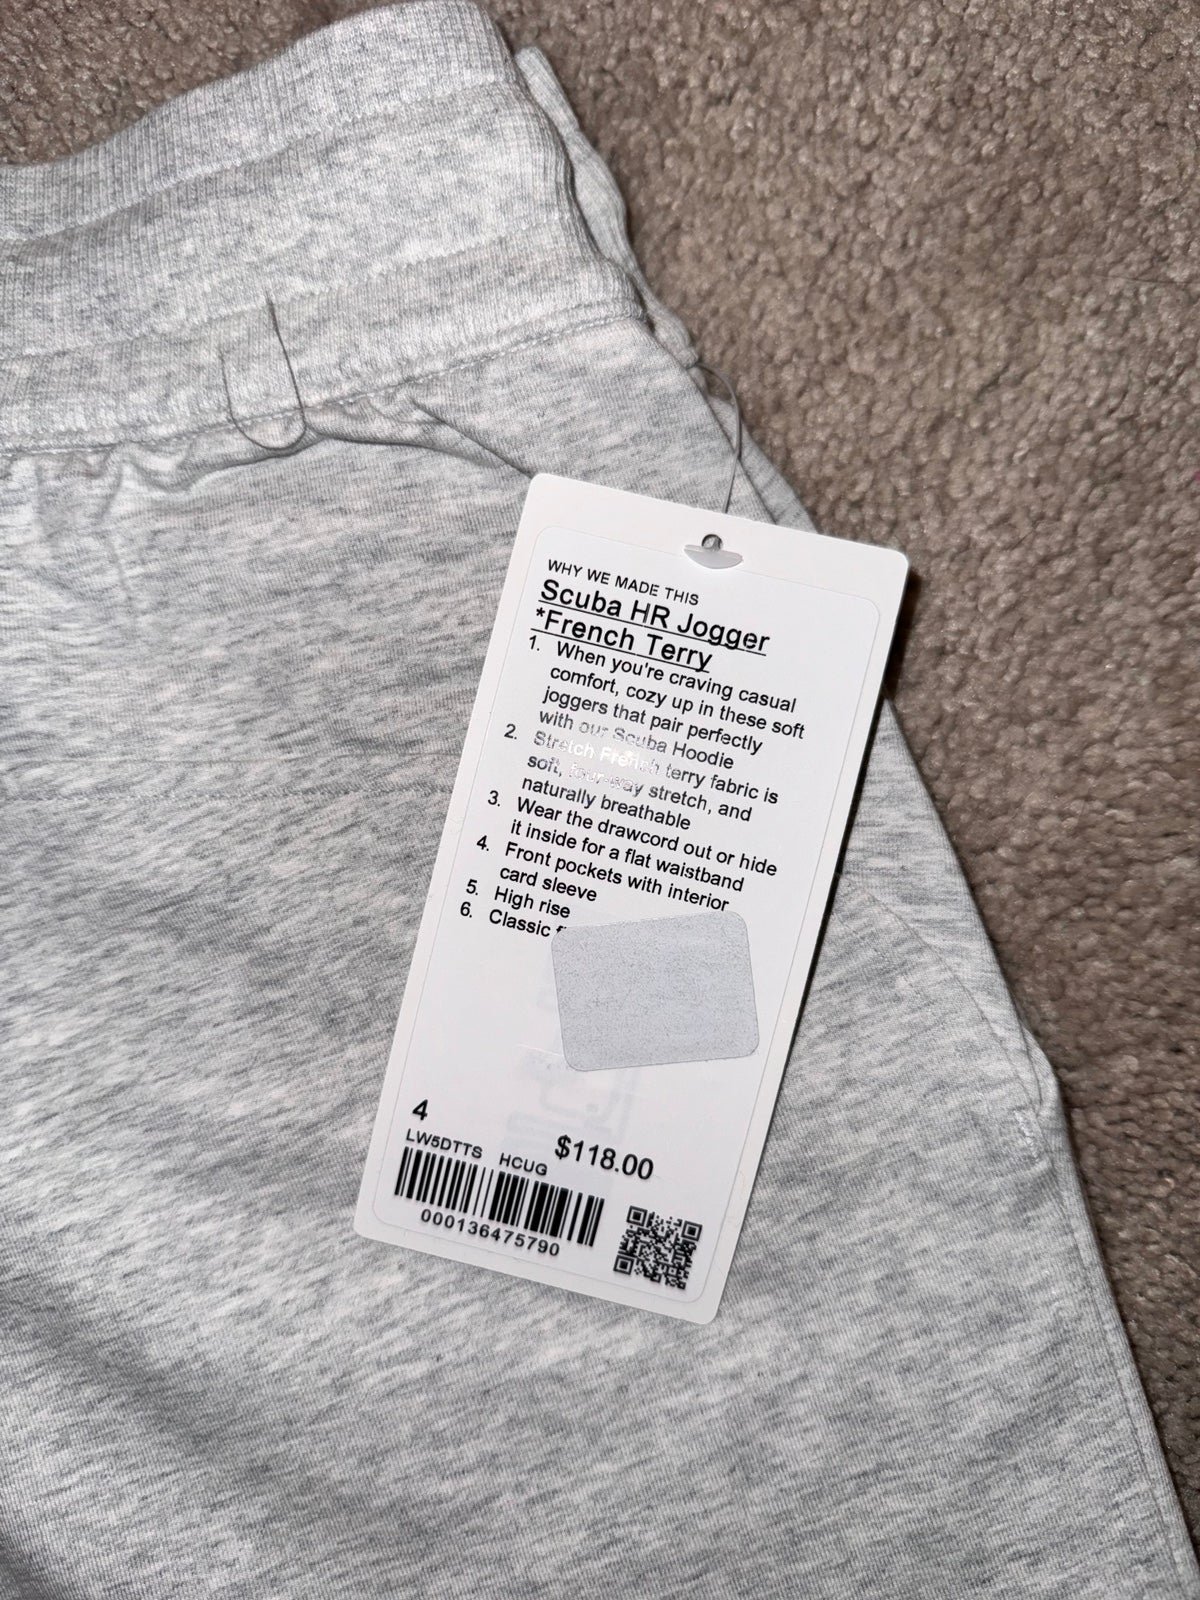 WHY WE MADE THIS
Scuba HR Jogger
*French Terry
1. When you're craving casual
comfort, cozy up in these soft
joggers that pair perfectly
with our Scuba Hoodie
2. Stretch French terry fabric is
soft, four-way stretch, and
naturally breathable
3. Wear the drawcord out or hide
it inside for a flat waistband
4. Front pockets with interior
card sleeve
5. High rise
6. Classic
4
LW5DTTS HCUG $118.00
000136475790